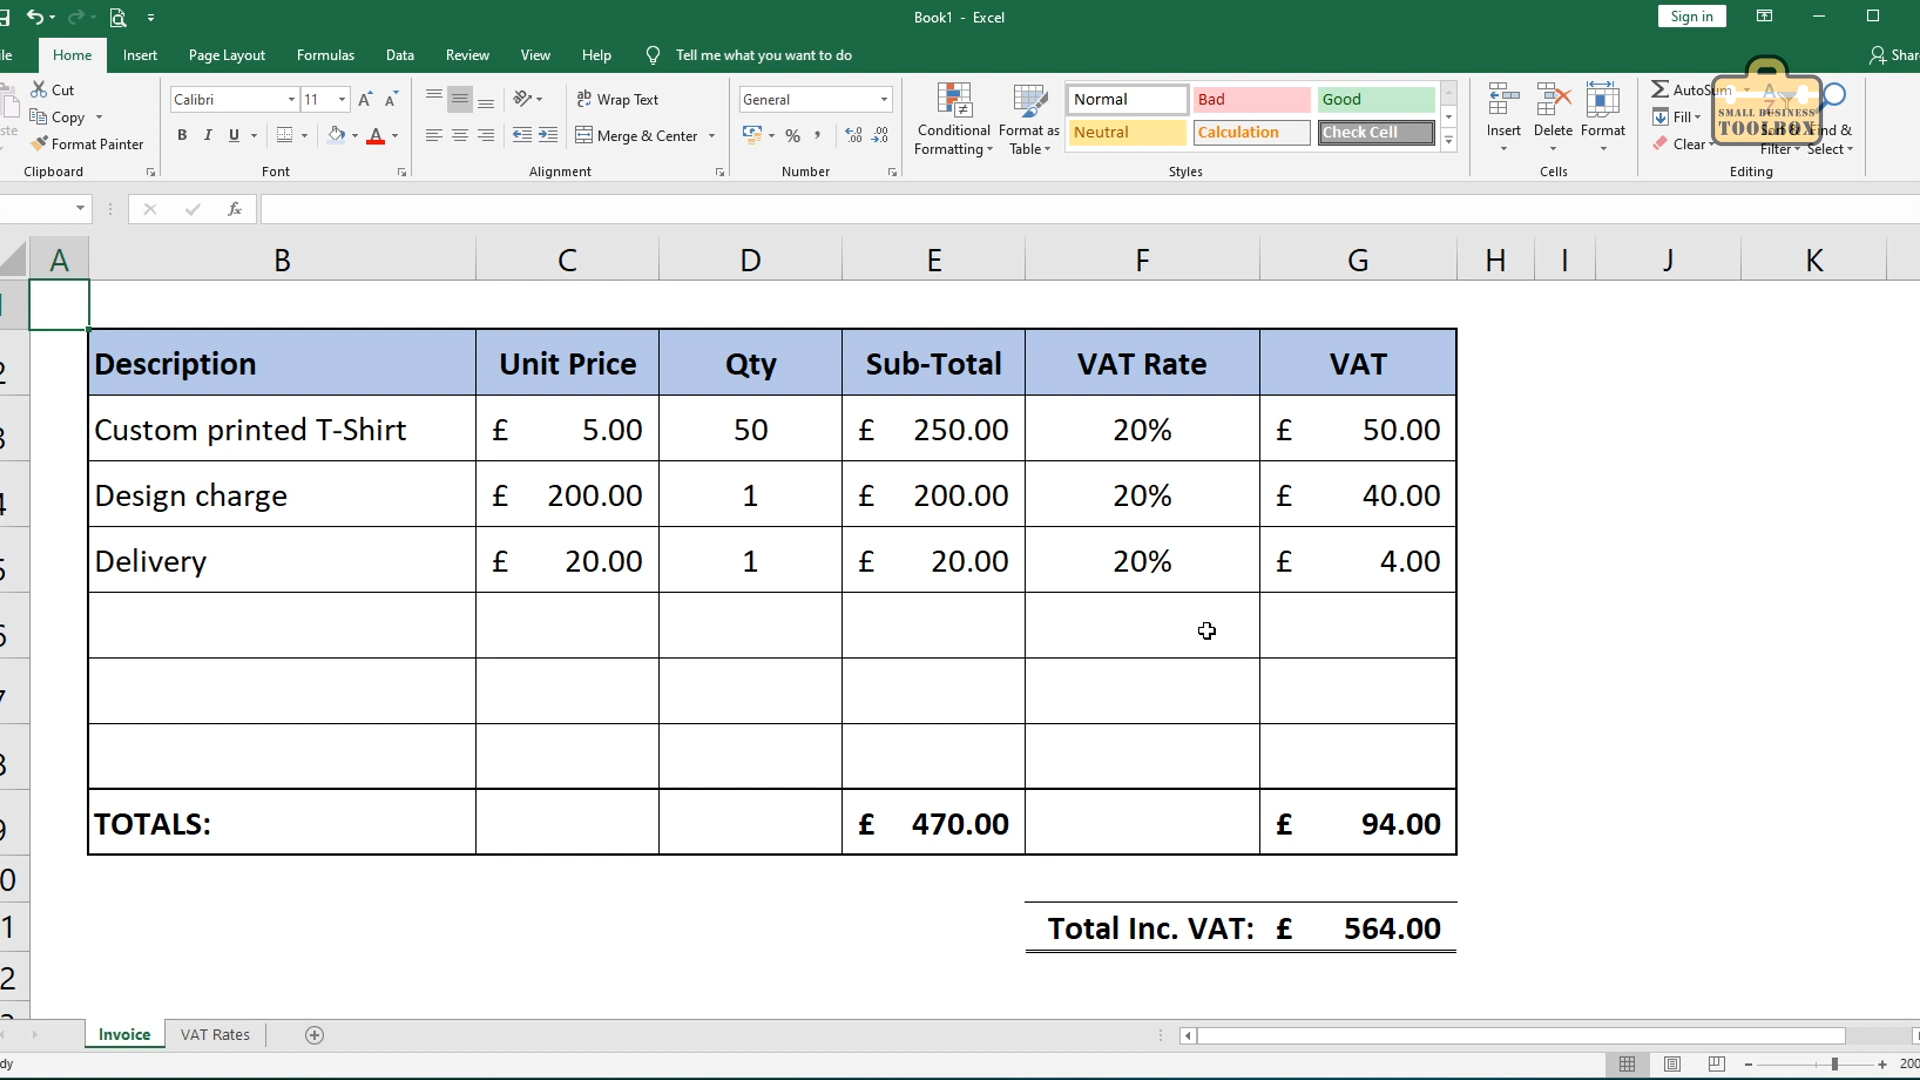 Book1 - Excel
Sign in
Home Insert Page Layout Formulas Data Review View Help Tell me what you want to do
Cut
Copy
Format Painter
Clipboard
Calibri 11
B I U
Font
Wrap Text
Merge & Center
Alignment
General
% ,
Number
Conditional Formatting
Format as Table
Normal Bad Good
Neutral Calculation Check Cell
Styles
Insert Delete Format
Cells
AutoSum
Fill
Clear
Filter Select
Editing
SMALL BUSINESS
TOOLBOX
fx
A B C D E F G H I J K
Description Unit Price Qty Sub-Total VAT Rate VAT
Custom printed T-Shirt £ 5.00 50 £ 250.00 20% £ 50.00
Design charge £ 200.00 1 £ 200.00 20% £ 40.00
Delivery £ 20.00 1 £ 20.00 20% £ 4.00
TOTALS: £ 470.00 £ 94.00
Total Inc. VAT: £ 564.00
Invoice VAT Rates